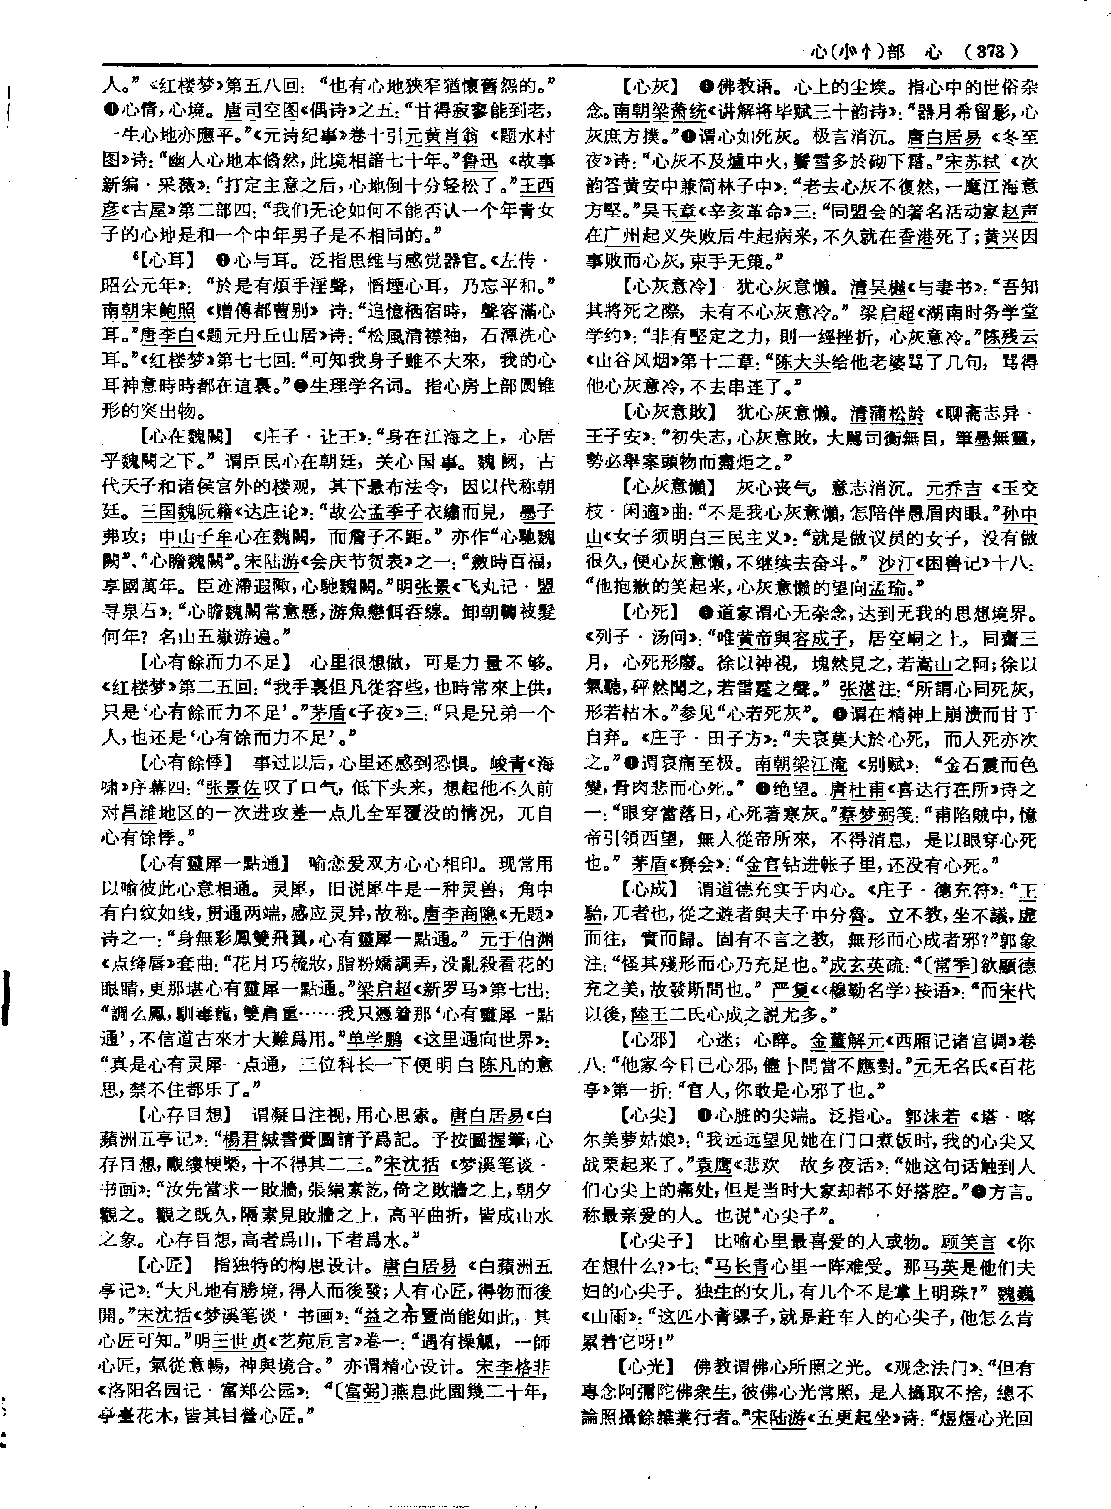 心(小忄)部　心　(373)
人。”《红楼梦》第五八回：“也有心地狭窄猶懷舊怨的。”
❷心情，心境。唐司空图《偶诗》之五：“甘得寂寥能到老，
一生心地亦應平。”《元诗纪事》卷十引元黄肖翁《题水村
图》诗：“幽人心地本翛然，此境相諳七十年。”鲁迅《故事
新编·采薇》：“打定主意之后，心地倒十分轻松了。”王西
彦《古屋》第二部四：“我们无论如何不能否认一个年青女
子的心地是和一个中年男子是不相同的。”
【心耳】 ❶心与耳。泛指思维与感觉器官。《左传·
昭公元年》：“於是有煩手淫聲，慆堙心耳，乃忘平和。”
南朝宋鲍照《赠傅都曹别》诗：“追憶栖宿時，聲容滿心
耳。”唐李白《题元丹丘山居》诗：“松風清襟袖，石潭洗心
耳。”《红楼梦》第七七回：“可知我身子雖不大來，我的心
耳神意時時都在這裏。”❷生理学名词。指心房上部圆锥
形的突出物。
【心在魏闕】 《庄子·让王》：“身在江海之上，心居
乎魏闕之下。”谓臣民心在朝廷，关心国事。魏阙，古
代天子和诸侯宫外的楼观，其下悬布法令，因以代称朝
廷。三国魏阮籍《达庄论》：“故公孟季子衣繡而見，墨子
弗攻；中山子牟心在魏闕，而詹子不距。”亦作“心馳魏
闕”、“心瞻魏闕”。宋陆游《会庆节贺表》之一：“斂時百福，
享國萬年。臣迹滯遐陬，心馳魏闕。”明张景《飞丸记·盟
寻泉石》：“心瞻魏闕常意懸，游魚戀餌吞線。卸朝簪被髮
何年？名山五嶽游遍。”
【心有餘而力不足】 心里很想做，可是力量不够。
《红楼梦》第二五回：“我手裏但凡從容些，也時常來上供，
只是‘心有餘而力不足’。”茅盾《子夜》三：“只是兄弟一个
人，也还是‘心有馀而力不足’。”
【心有餘悸】 事过以后，心里还感到恐惧。峻青《海
啸》序幕四：“张景佐叹了口气，低下头来，想起他不久前
对昌潍地区的一次进攻差一点儿全军覆没的情况，兀自
心有馀悸。”
【心有靈犀一點通】 喻恋爱双方心心相印。现常用
以喻彼此心意相通。灵犀，旧说犀牛是一种灵兽，角中
有白纹如线，贯通两端，感应灵异，故称。唐李商隐《无题》
诗之一：“身無彩鳳雙飛翼，心有靈犀一點通。”元于伯渊
《点绛唇》套曲：“花月巧梳妝，脂粉嬌調弄，没亂殺看花的
眼睛，更那堪心有靈犀一點通。”梁启超《新罗马》第七出：
“調么鳳，馴毒龍，雙肩重……我只憑着那‘心有靈犀一點
通’，不信道古來才大難爲用。”单学鹏《这里通向世界》：
“真是心有灵犀一点通，三位科长一下便明白陈凡的意
思，禁不住都乐了。”
【心存目想】 谓凝目注视，用心思索。唐白居易《白
蘋洲五亭记》：“楊君緘書賫圖請予爲記。予按圖握筆，心
存目想，覼縷梗槩，十不得其二三。”宋沈括《梦溪笔谈·
书画》：“汝先當求一敗牆，張絹素訖，倚之敗牆之上，朝夕
觀之。觀之既久，隔素見敗牆之上，高平曲折，皆成山水
之象。心存目想，高者爲山，下者爲水。”
【心匠】 指独特的构思设计。唐白居易《白蘋洲五
亭记》：“大凡地有勝境，得人而後發；人有心匠，得物而後
開。”宋沈括《梦溪笔谈·书画》：“益之布置尚能如此，其
心匠可知。”明王世贞《艺苑卮言》卷一：“遇有操觚，一師
心匠，氣從意暢，神與境合。”亦谓精心设计。宋李格非
《洛阳名园记·富郑公园》：“〔富弼〕燕息此園幾二十年，
亭臺花木，皆其目營心匠。”
【心灰】 ❶佛教语。心上的尘埃。指心中的世俗杂
念。南朝梁萧统《讲解将毕赋三十韵诗》：“器月希留影，心
灰庶方撲。”❷谓心如死灰。极言消沉。唐白居易《冬至
夜》诗：“心灰不及爐中火，鬢雪多於砌下霜。”宋苏轼《次
韵答黄安中兼简林子中》：“老去心灰不復然，一麾江海意
方堅。”吴玉章《辛亥革命》三：“同盟会的著名活动家赵声
在广州起义失败后生起病来，不久就在香港死了；黄兴因
事败而心灰，束手无策。”
【心灰意冷】 犹心灰意懒。清吴樾《与妻书》：“吾知
其將死之際，未有不心灰意冷。”梁启超《湖南时务学堂
学约》：“非有堅定之力，則一經挫折，心灰意冷。”陈残云
《山谷风烟》第十二章：“陈大头给他老婆骂了几句，骂得
他心灰意冷，不去串连了。”
【心灰意敗】 犹心灰意懒。清蒲松龄《聊斋志异·
王子安》：“初失志，心灰意敗，大駡司衡無目，筆墨無靈，
勢必舉案頭物而盡炬之。”
【心灰意懶】 灰心丧气，意志消沉。元乔吉《玉交
枝·闲適》曲：“不是我心灰意懶，怎陪伴愚眉肉眼。”孙中
山《女子须明白三民主义》：“就是做议员的女子，没有做
很久，便心灰意懒，不继续去奋斗。”沙汀《困兽记》十八：
“他抱歉的笑起来，心灰意懒的望向孟瑜。”
【心死】 ❶道家谓心无杂念，达到无我的思想境界。
《列子·汤问》：“唯黄帝與容成子，居空峒之上，同齋三
月，心死形廢。徐以神視，塊然見之，若嵩山之阿；徐以
氣聽，砰然聞之，若雷霆之聲。”张湛注：“所謂心同死灰，
形若枯木。”参见“心若死灰”。❷谓在精神上崩溃而甘于
自弃。《庄子·田子方》：“夫哀莫大於心死，而人死亦次
之。”❸谓哀痛至极。南朝梁江淹《别赋》：“金石震而色
變，骨肉悲而心死。”❹绝望。唐杜甫《喜达行在所》诗之
一：“眼穿當落日，心死著寒灰。”蔡梦弼笺：“甫陷賊中，憶
帝引領西望，無人從帝所來，不得消息，是以眼穿心死
也。”茅盾《赛会》：“金官钻进帐子里，还没有心死。”
【心成】 谓道德充实于内心。《庄子·德充符》：“王
駘，兀者也，從之遊者與夫子中分魯。立不教，坐不議，虚
而往，實而歸。固有不言之教，無形而心成者邪？”郭象
注：“怪其殘形而心乃充足也。”成玄英疏：“〔常季〕欲顯德
充之美，故發斯問也。”严复《〈穆勒名学〉按语》：“而宋代
以後，陸王二氏心成之說尤多。”
【心邪】 心迷；心醉。金董解元《西厢记诸宫调》卷
八：“他家今日已心邪，儘卜問當不應對。”元无名氏《百花
亭》第一折：“官人，你敢是心邪了也。”
【心尖】 ❶心脏的尖端。泛指心。郭沫若《塔·喀
尔美萝姑娘》：“我远远望见她在门口煮饭时，我的心尖又
战栗起来了。”袁鹰《悲欢　故乡夜话》：“她这句话触到人
们心尖上的痛处，但是当时大家却都不好搭腔。”❷方言。
称最亲爱的人。也说“心尖子”。
【心尖子】 比喻心里最喜爱的人或物。顾笑言《你
在想什么？》七：“马长青心里一阵难受。那马英是他们夫
妇的心尖子。独生的女儿，有几个不是掌上明珠？”魏巍
《山雨》：“这匹小青骡子，就是赶车人的心尖子，他怎么肯
累着它呀！”
【心光】 佛教谓佛心所照之光。《观念法门》：“但有
專念阿彌陀佛衆生，彼佛心光常照，是人攝取不捨，總不
論照攝餘雜業行者。”宋陆游《五更起坐》诗：“煜煜心光回